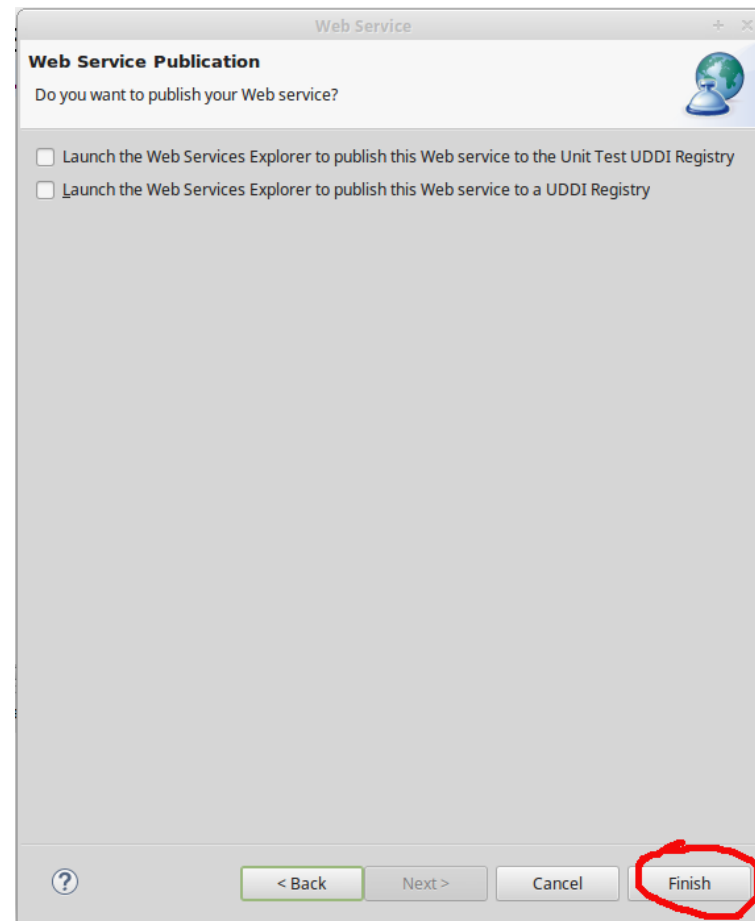 Web Service
Web Service Publication
Do you want to publish your Web service?
Launch the Web Services Explorer to publish this Web service to the Unit Test UDDI Registry
Launch the Web Services Explorer to publish this Web service to a UDDI Registry
?
< Back Next > Cancel Finish